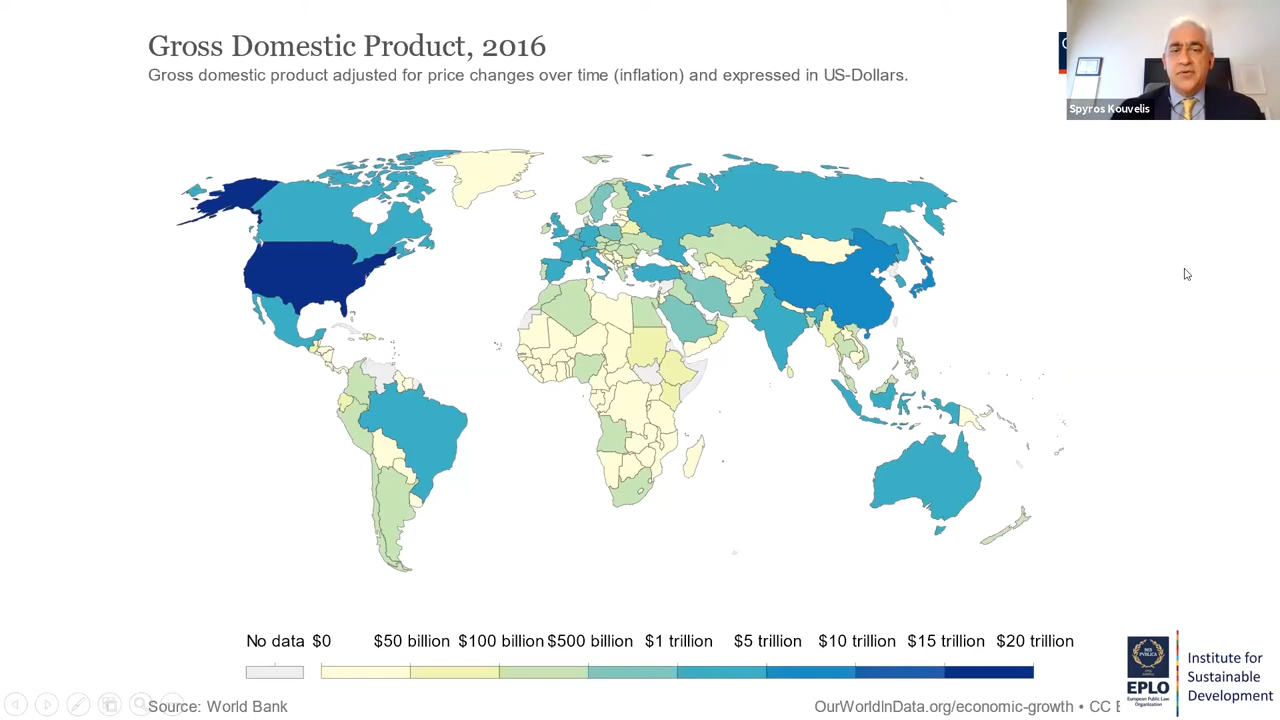 Gross Domestic Product, 2016
Gross domestic product adjusted for price changes over time (inflation) and expressed in US-Dollars.
Spyros Kouvelis
No data $0 $50 billion $100 billion $500 billion $1 trillion $5 trillion $10 trillion $15 trillion $20 trillion
Source: World Bank
OurWorldInData.org/economic-growth • CC
EPLO
European Public Law
Organization
Institute for
Sustainable
Development